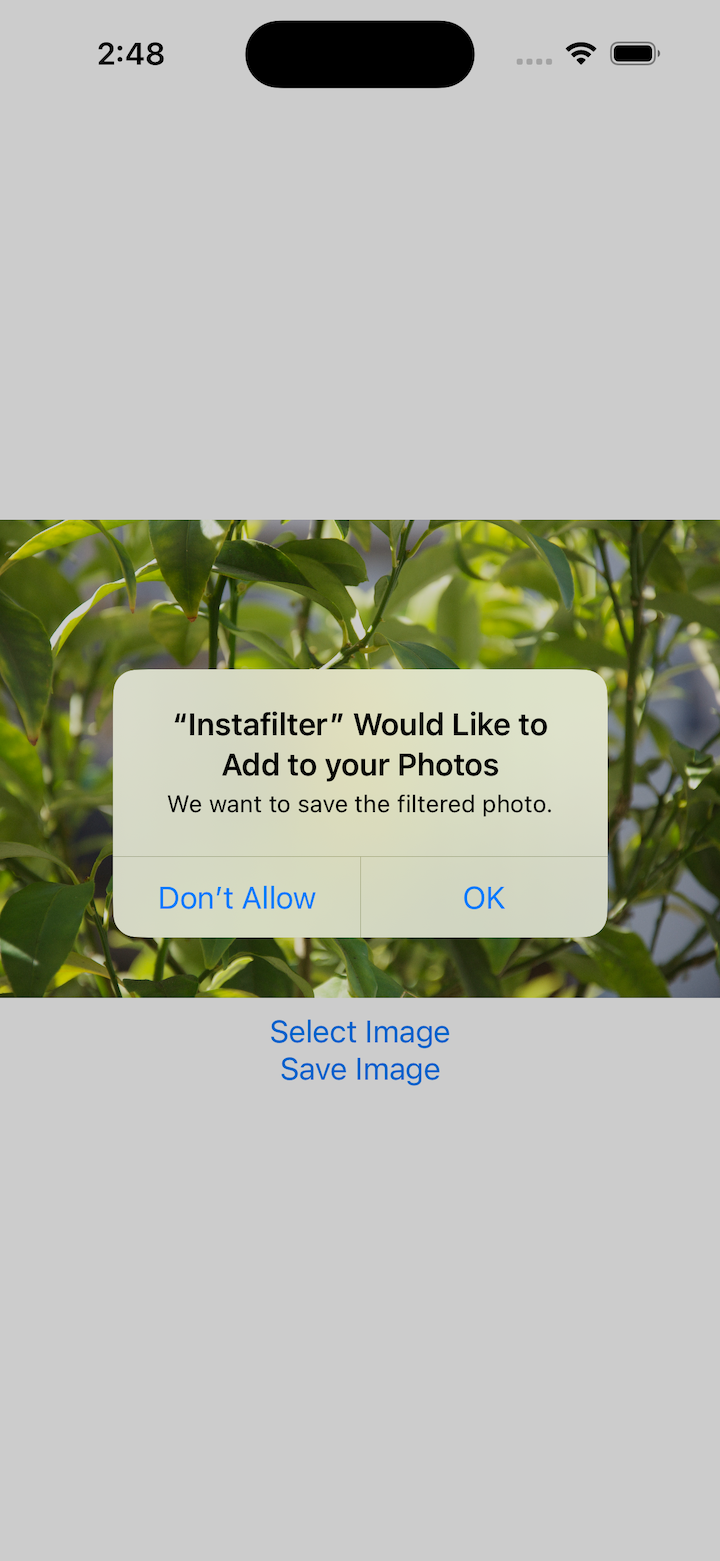 2:48
“Instafilter” Would Like to
Add to your Photos
We want to save the filtered photo.
Don’t Allow
OK
Select Image
Save Image